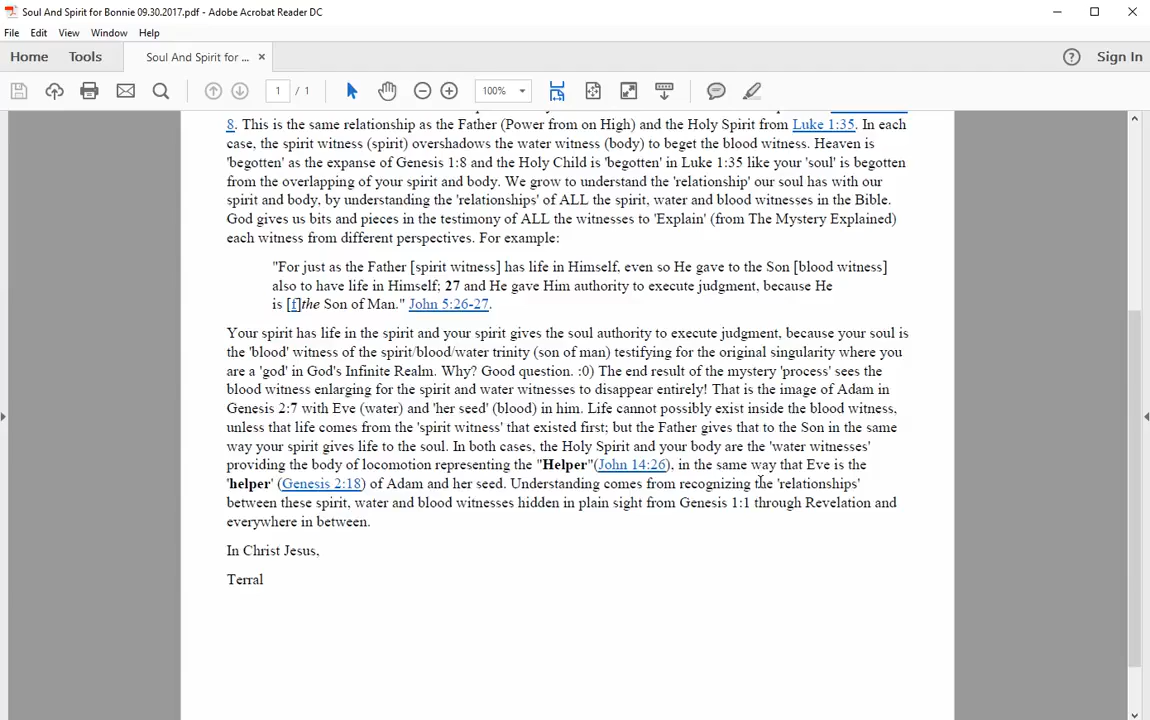 Soul And Spirit for Bonnie 09.30.2017.pdf - Adobe Acrobat Reader DC
File Edit View Window Help
Home Tools Soul And Spirit for ... × ? Sign In
1 / 1 100%
8. This is the same relationship as the Father (Power from on High) and the Holy Spirit from Luke 1:35. In each
case, the spirit witness (spirit) overshadows the water witness (body) to beget the blood witness. Heaven is
'begotten' as the expanse of Genesis 1:8 and the Holy Child is 'begotten' in Luke 1:35 like your 'soul' is begotten
from the overlapping of your spirit and body. We grow to understand the 'relationship' our soul has with our
spirit and body, by understanding the 'relationships' of ALL the spirit, water and blood witnesses in the Bible.
God gives us bits and pieces in the testimony of ALL the witnesses to 'Explain' (from The Mystery Explained)
each witness from different perspectives. For example:
"For just as the Father [spirit witness] has life in Himself, even so He gave to the Son [blood witness]
also to have life in Himself; 27 and He gave Him authority to execute judgment, because He
is [f]the Son of Man." John 5:26-27.
Your spirit has life in the spirit and your spirit gives the soul authority to execute judgment, because your soul is
the 'blood' witness of the spirit/blood/water trinity (son of man) testifying for the original singularity where you
are a 'god' in God's Infinite Realm. Why? Good question. :0) The end result of the mystery 'process' sees the
blood witness enlarging for the spirit and water witnesses to disappear entirely! That is the image of Adam in
Genesis 2:7 with Eve (water) and 'her seed' (blood) in him. Life cannot possibly exist inside the blood witness,
unless that life comes from the 'spirit witness' that existed first; but the Father gives that to the Son in the same
way your spirit gives life to the soul. In both cases, the Holy Spirit and your body are the 'water witnesses'
providing the body of locomotion representing the "Helper"(John 14:26), in the same way that Eve is the
'helper' (Genesis 2:18) of Adam and her seed. Understanding comes from recognizing the 'relationships'
between these spirit, water and blood witnesses hidden in plain sight from Genesis 1:1 through Revelation and
everywhere in between.
In Christ Jesus,
Terral